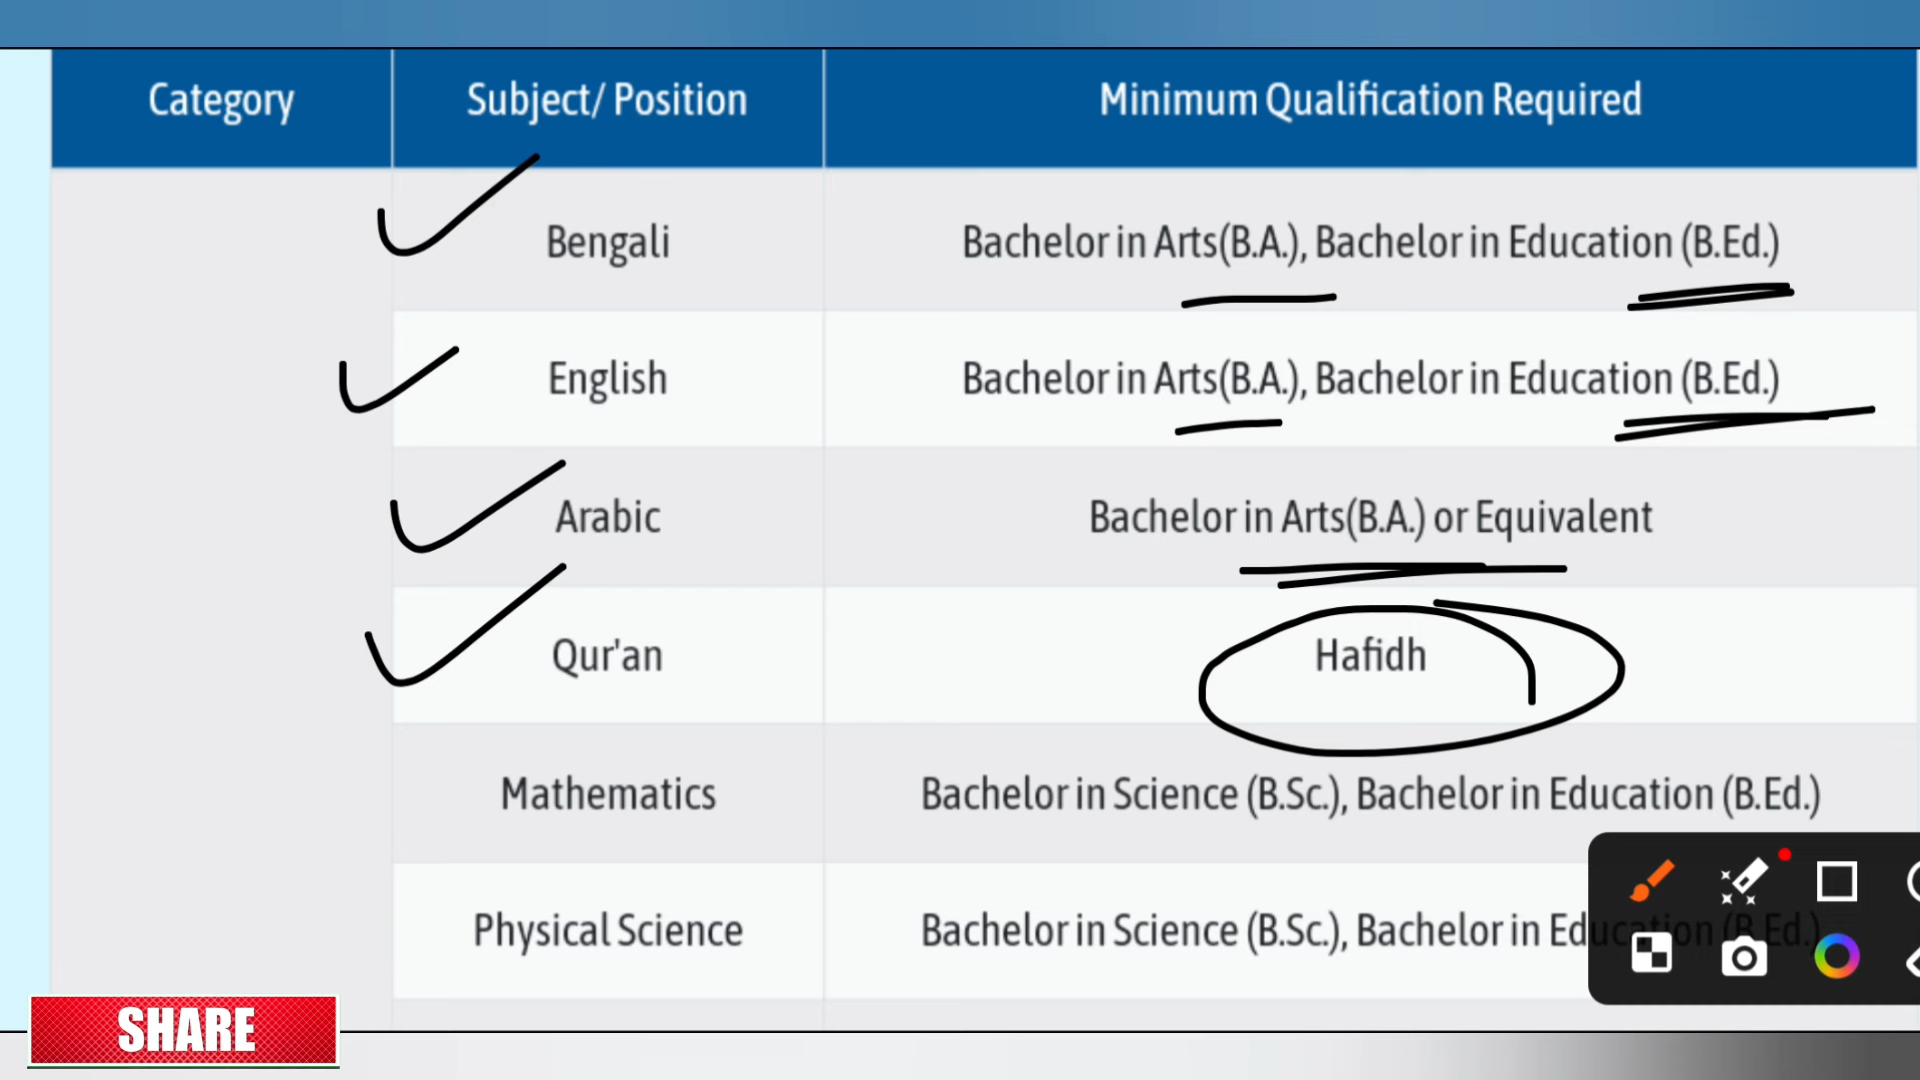 Category Subject/ Position Minimum Qualification Required
Bengali Bachelor in Arts(B.A.), Bachelor in Education (B.Ed.)
English Bachelor in Arts(B.A.), Bachelor in Education (B.Ed.)
Arabic Bachelor in Arts(B.A.) or Equivalent
Qur'an Hafidh
Mathematics Bachelor in Science (B.Sc.), Bachelor in Education (B.Ed.)
Physical Science Bachelor in Science (B.Sc.), Bachelor in Education (B.Ed.)
SHARE